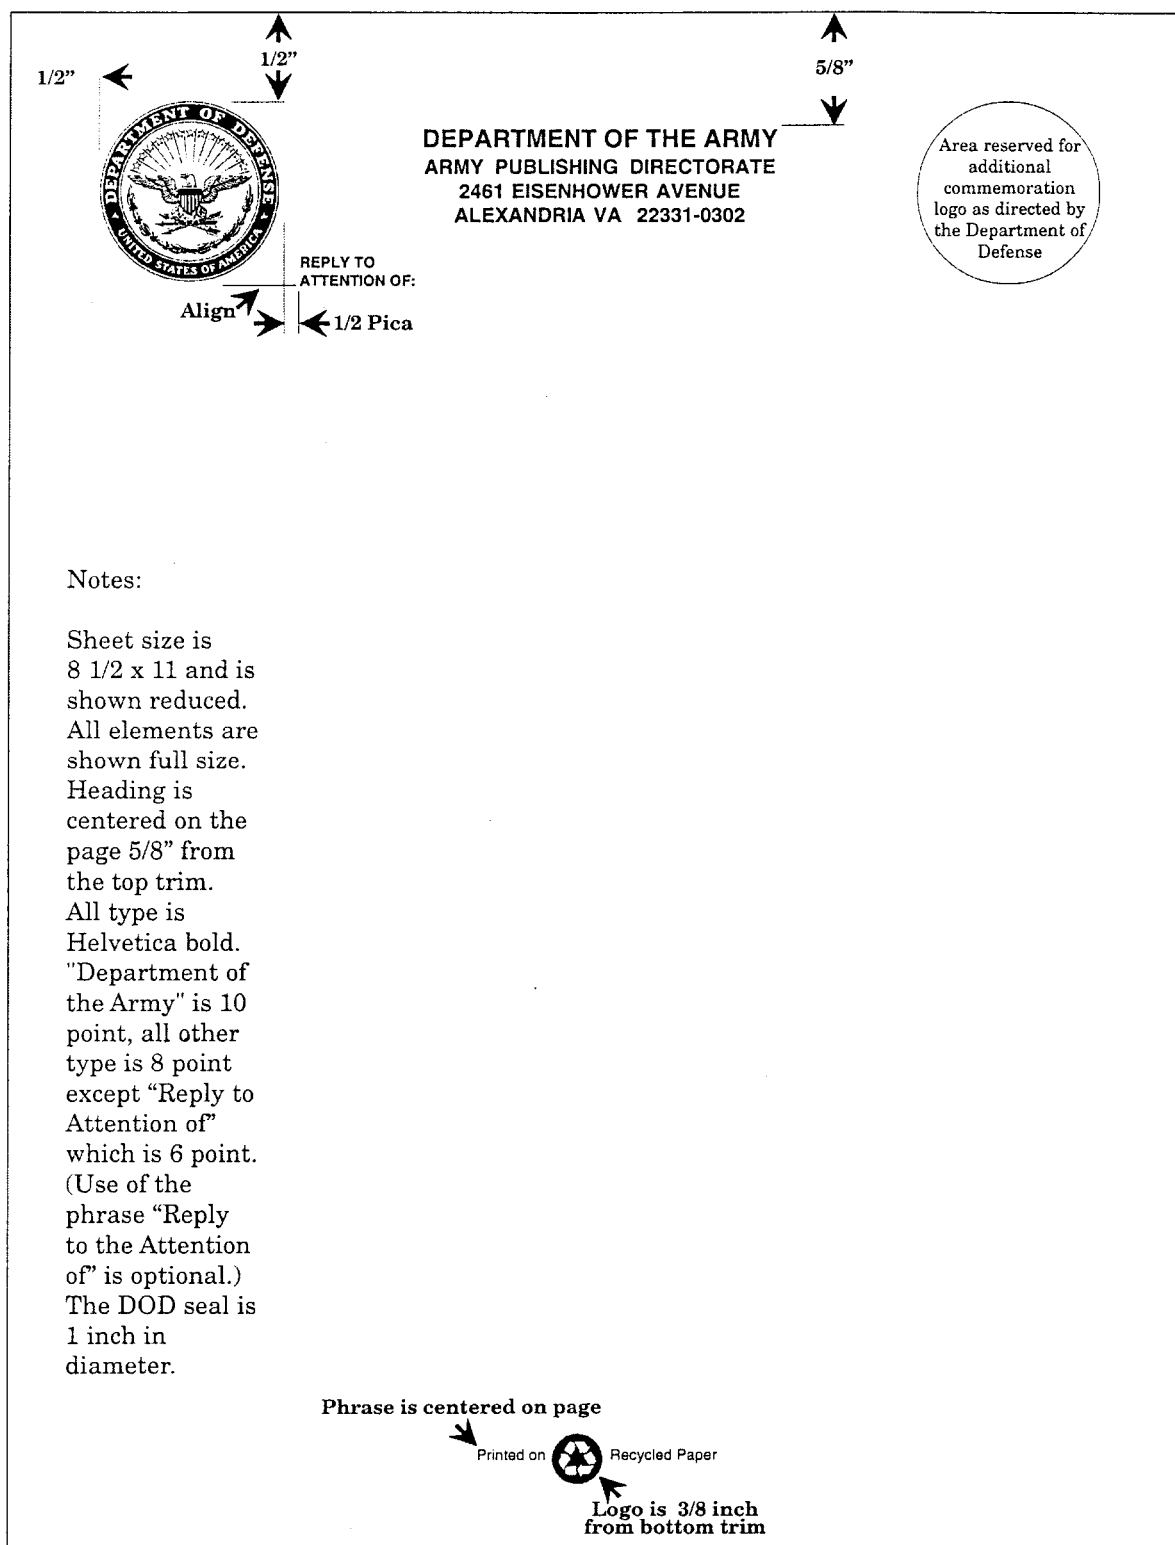 1/2”
1/2”
5/8”
DEPARTMENT OF DEFENSE
UNITED STATES OF AMERICA
DEPARTMENT OF THE ARMY
ARMY PUBLISHING DIRECTORATE
2461 EISENHOWER AVENUE
ALEXANDRIA VA 22331-0302
Area reserved for
additional
commemoration
logo as directed by
the Department of
Defense
REPLY TO
ATTENTION OF:
Align
1/2 Pica
Notes:
Sheet size is
8 1/2 x 11 and is
shown reduced.
All elements are
shown full size.
Heading is
centered on the
page 5/8” from
the top trim.
All type is
Helvetica bold.
"Department of
the Army" is 10
point, all other
type is 8 point
except “Reply to
Attention of”
which is 6 point.
(Use of the
phrase “Reply
to the Attention
of” is optional.)
The DOD seal is
1 inch in
diameter.
Phrase is centered on page
Printed on Recycled Paper
Logo is 3/8 inch
from bottom trim